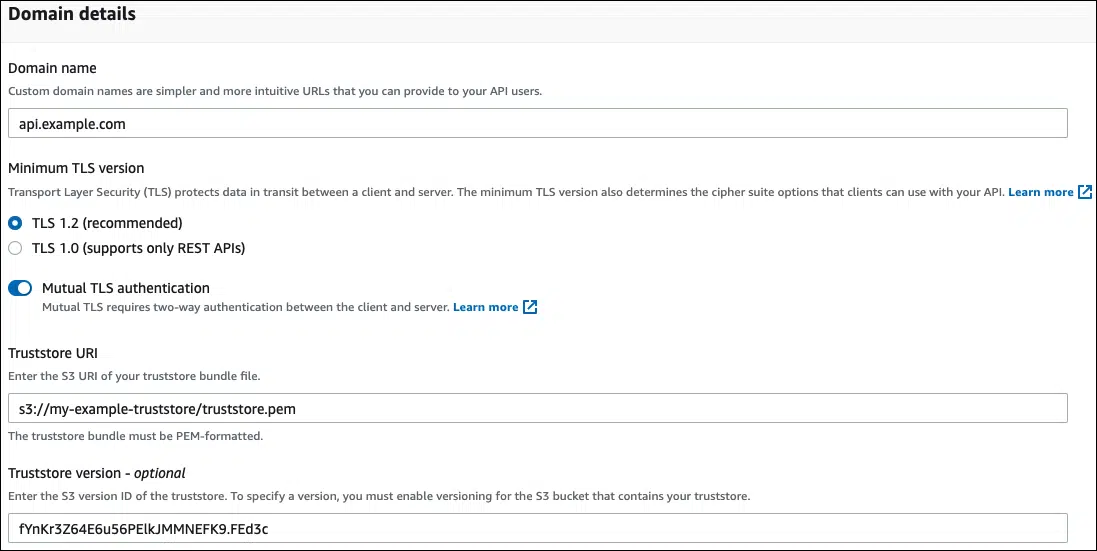 Domain details
Domain name
Custom domain names are simpler and more intuitive URLs that you can provide to your API users.
api.example.com
Minimum TLS version
Transport Layer Security (TLS) protects data in transit between a client and server. The minimum TLS version also determines the cipher suite options that clients can use with your API. Learn more
TLS 1.2 (recommended)
TLS 1.0 (supports only REST APIs)
Mutual TLS authentication
Mutual TLS requires two-way authentication between the client and server. Learn more
Truststore URI
Enter the S3 URI of your truststore bundle file.
s3://my-example-truststore/truststore.pem
The truststore bundle must be PEM-formatted.
Truststore version - optional
Enter the S3 version ID of the truststore. To specify a version, you must enable versioning for the S3 bucket that contains your truststore.
fYnKr3Z64E6u56PElkJMMNEFK9.FEd3c